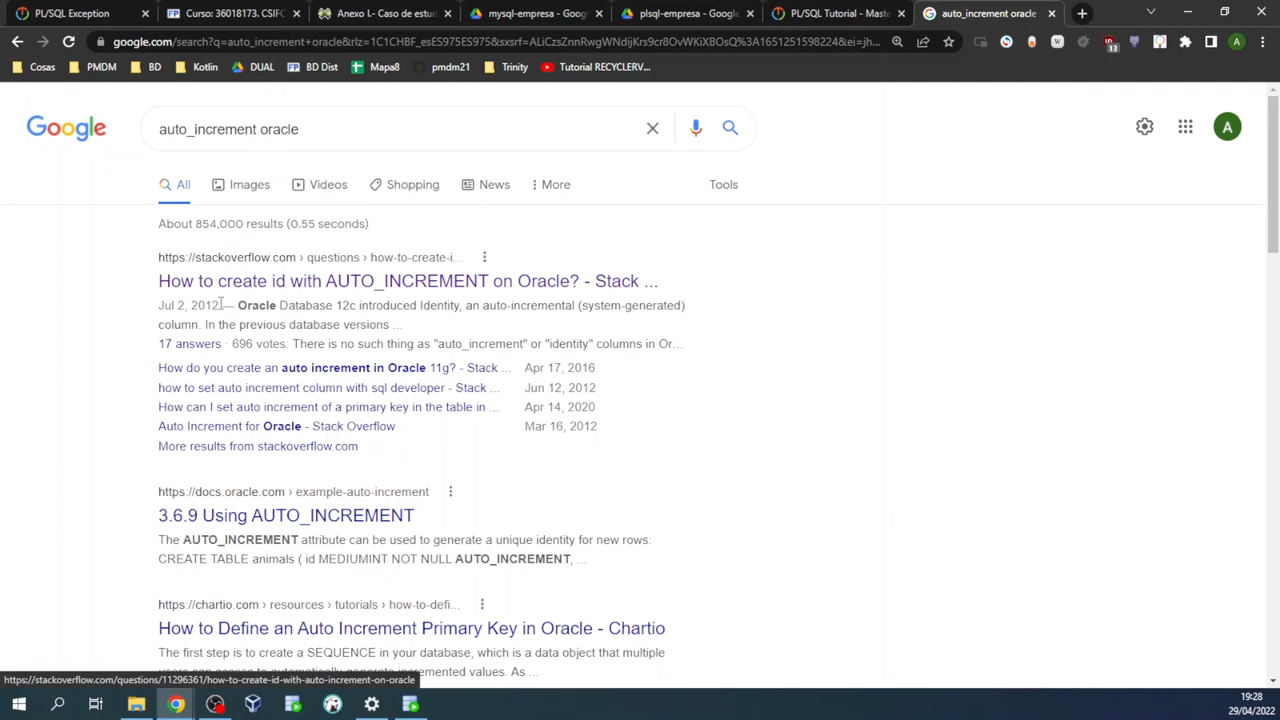 PL/SQL Exception
Curso: 36018173. CSIFC
Anexo I.- Caso de estud
mysql-empresa - Goog
plsql-empresa - Google
PL/SQL Tutorial - Maste
auto_increment oracle
google.com/search?q=auto_increment+oracle&rlz=1C1CHBF_esES975ES975&sxsrf=ALiCzsZnnRwgWNdijKrs9cr8OvWKiXBOsQ%3A1651251598224&ei=jh...
13
A
Cosas
PMDM
BD
Kotlin
DUAL
BD Dist
Mapa8
pmdm21
Trinity
Tutorial RECYCLERV...
Google
auto_increment oracle
A
All
Images
Videos
Shopping
News
More
Tools
About 854,000 results (0.55 seconds)
https://stackoverflow.com › questions › how-to-create-i...
How to create id with AUTO_INCREMENT on Oracle? - Stack ...
Jul 2, 2012 — Oracle Database 12c introduced Identity, an auto-incremental (system-generated)
column. In the previous database versions ...
17 answers · 696 votes: There is no such thing as "auto_increment" or "identity" columns in Or...
How do you create an auto increment in Oracle 11g? - Stack ... Apr 17, 2016
how to set auto increment column with sql developer - Stack ... Jun 12, 2012
How can I set auto increment of a primary key in the table in ... Apr 14, 2020
Auto Increment for Oracle - Stack Overflow Mar 16, 2012
More results from stackoverflow.com
https://docs.oracle.com › example-auto-increment
3.6.9 Using AUTO_INCREMENT
The AUTO_INCREMENT attribute can be used to generate a unique identity for new rows:
CREATE TABLE animals ( id MEDIUMINT NOT NULL AUTO_INCREMENT, ...
https://chartio.com › resources › tutorials › how-to-defi...
How to Define an Auto Increment Primary Key in Oracle - Chartio
The first step is to create a SEQUENCE in your database, which is a data object that multiple
users can access to automatically generate incremented values. As ...
https://stackoverflow.com/questions/11296361/how-to-create-id-with-auto-increment-on-oracle
19:28
29/04/2022